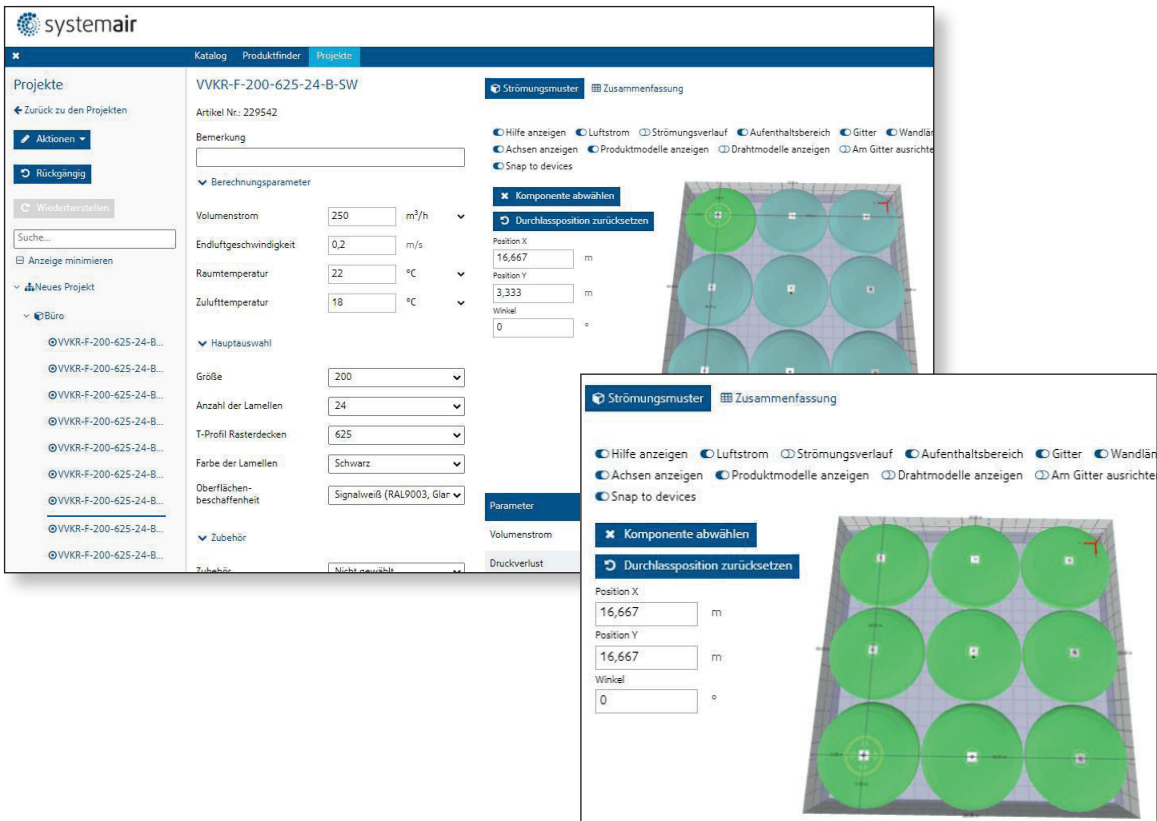 systemair
Katalog Produktfinder Projekte
Projekte
Zurück zu den Projekten
Aktionen
Rückgängig
Wiederherstellen
Suche...
Anzeige minimieren
Neues Projekt
Büro
VVKR-F-200-625-24-B...
VVKR-F-200-625-24-B...
VVKR-F-200-625-24-B...
VVKR-F-200-625-24-B...
VVKR-F-200-625-24-B...
VVKR-F-200-625-24-B...
VVKR-F-200-625-24-B...
VVKR-F-200-625-24-B...
VVKR-F-200-625-24-B...
VVKR-F-200-625-24-B-SW
Artikel Nr.: 229542
Bemerkung
Berechnungsparameter
Volumenstrom 250 m³/h
Endluftgeschwindigkeit 0,2 m/s
Raumtemperatur 22 °C
Zulufttemperatur 18 °C
Hauptauswahl
Größe 200
Anzahl der Lamellen 24
T-Profil Rasterdecken 625
Farbe der Lamellen Schwarz
Oberflächen-
beschaffenheit Signalweiß (RAL9003, Glar
Zubehör
Zubehör Nicht gewählt
Strömungsmuster Zusammenfassung
Hilfe anzeigen Luftstrom Strömungsverlauf Aufenthaltsbereich Gitter Wandlän
Achsen anzeigen Produktmodelle anzeigen Drahtmodelle anzeigen Am Gitter ausrichte
Snap to devices
Komponente abwählen
Durchlassposition zurücksetzen
Position X
16,667 m
Position Y
3,333 m
Winkel
0 °
Parameter
Volumenstrom
Druckverlust
Strömungsmuster Zusammenfassung
Hilfe anzeigen Luftstrom Strömungsverlauf Aufenthaltsbereich Gitter Wandlän
Achsen anzeigen Produktmodelle anzeigen Drahtmodelle anzeigen Am Gitter ausrichte
Snap to devices
Komponente abwählen
Durchlassposition zurücksetzen
Position X
16,667 m
Position Y
16,667 m
Winkel
0 °